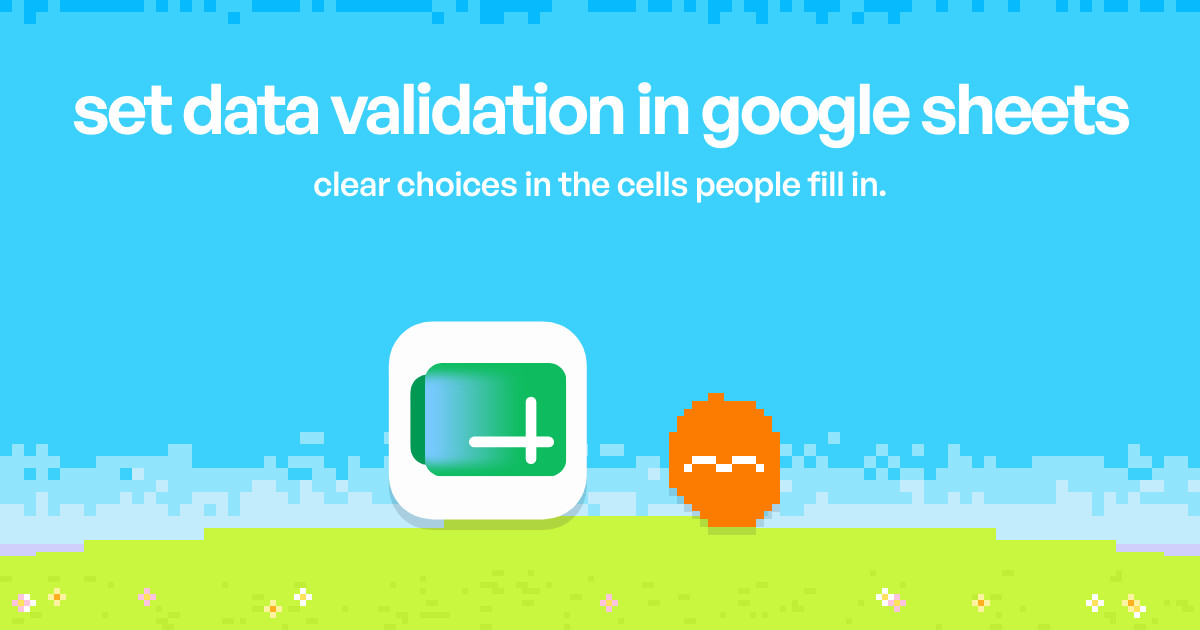 set data validation in google sheets
clear choices in the cells people fill in.